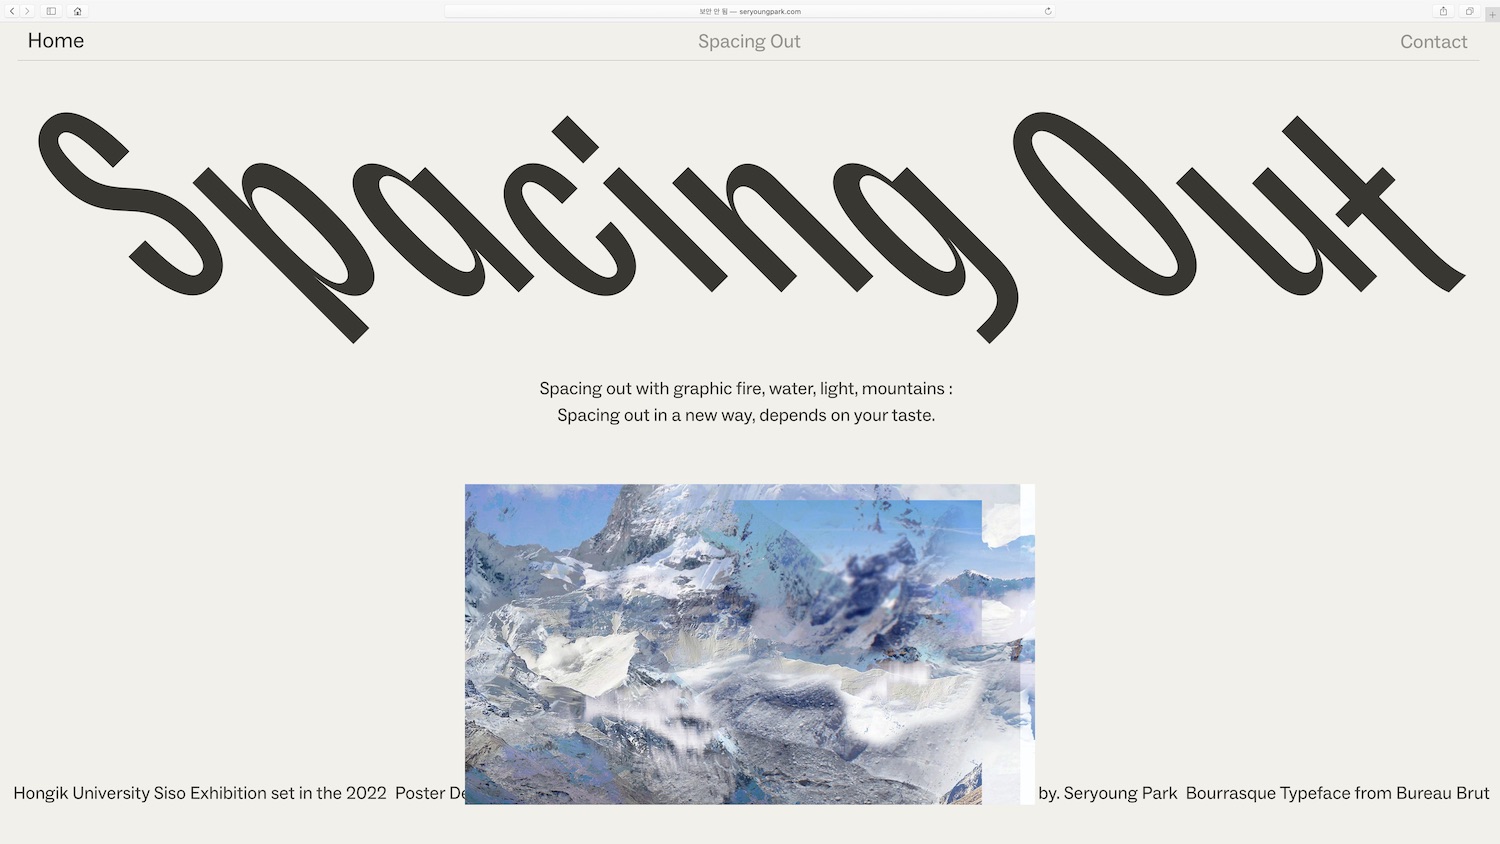 보안 안 됨 — seryoungpark.com
Home
Spacing Out
Contact
Spacing Out
Spacing out with graphic fire, water, light, mountains :
Spacing out in a new way, depends on your taste.
Hongik University Siso Exhibition set in the 2022 Poster
by. Seryoung Park Bourrasque Typeface from Bureau Brut